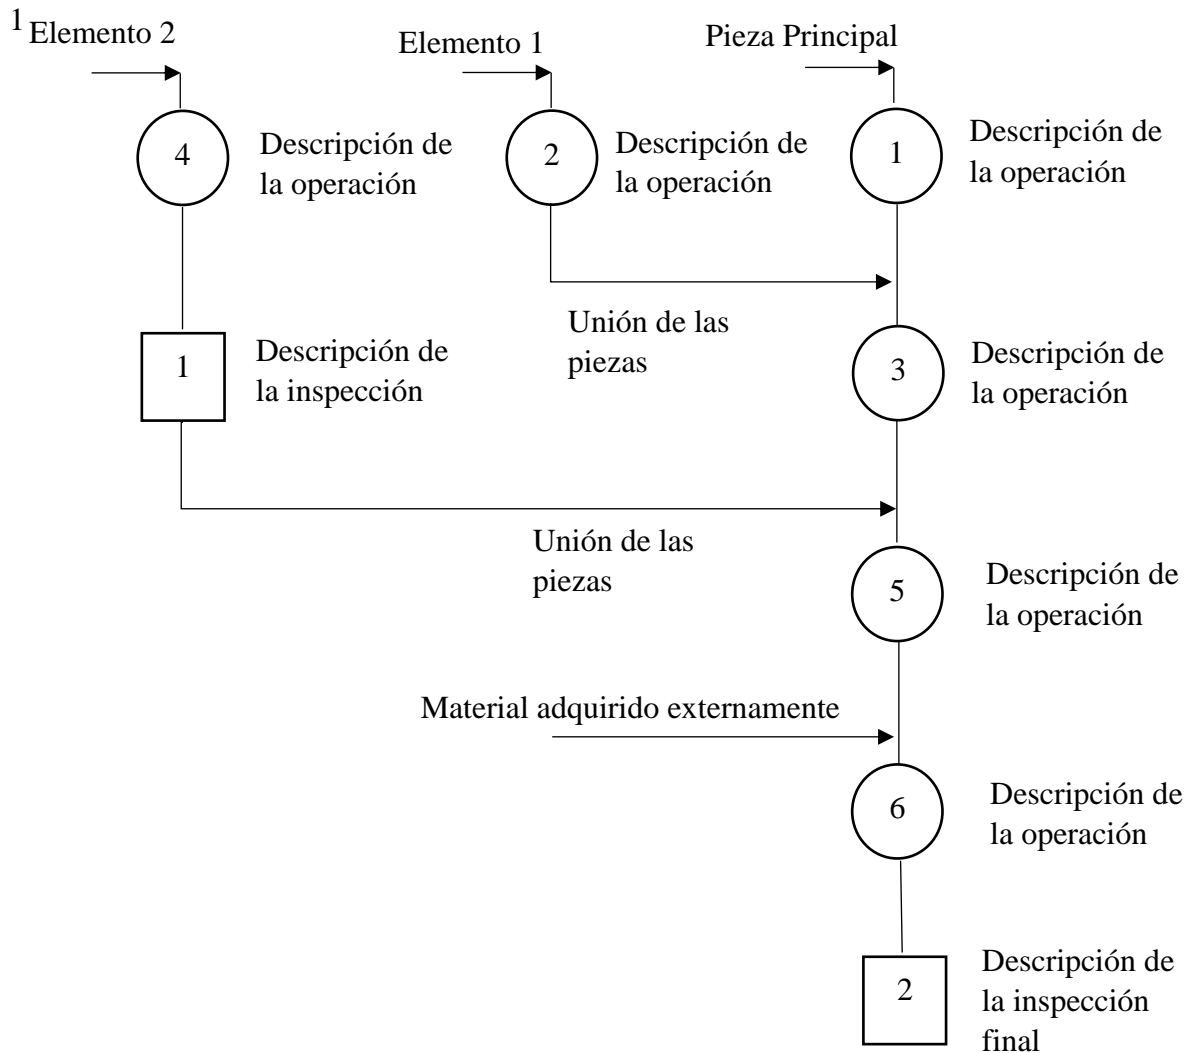 1
Elemento 2
Elemento 1
Pieza Principal
4
Descripción de
la operación
2
Descripción de
la operación
1
Descripción de
la operación
Unión de las
piezas
1
Descripción de
la inspección
3
Descripción de
la operación
Unión de las
piezas
5
Descripción de
la operación
Material adquirido externamente
6
Descripción de
la operación
2
Descripción de
la inspección
final